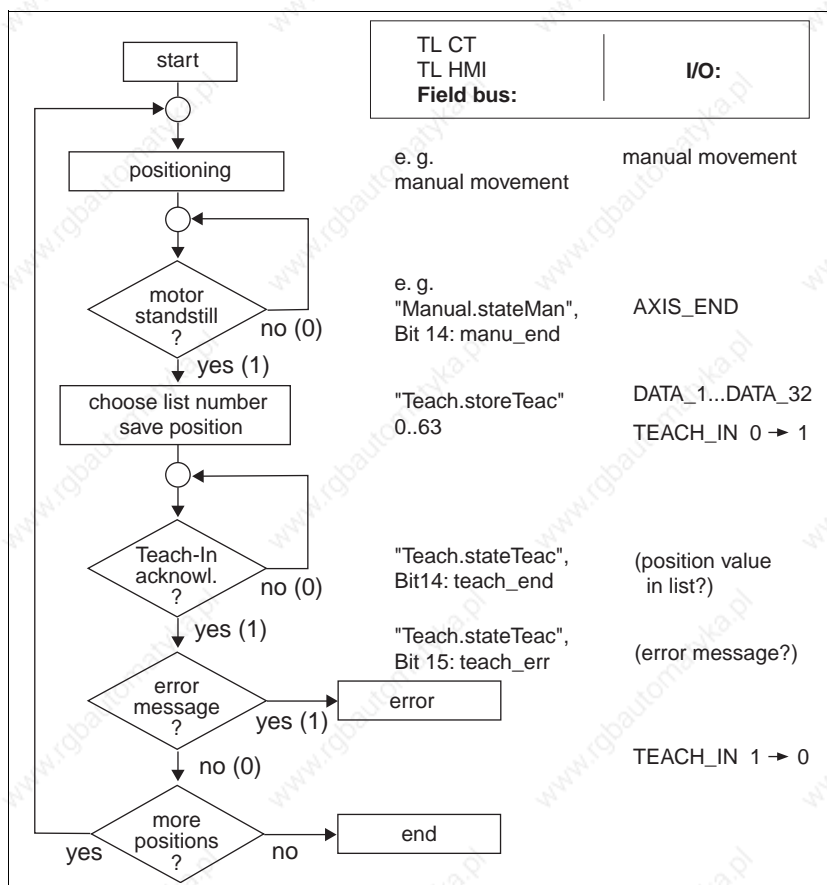 start
TL CT
TL HMI
Field bus:
I/O:
positioning
e. g.
manual movement
manual movement
motor
standstill
?
no (0)
yes (1)
e. g.
"Manual.stateMan",
Bit 14: manu_end
AXIS_END
choose list number
save position
"Teach.storeTeac"
0..63
DATA_1...DATA_32
TEACH_IN 0 → 1
Teach-In
acknowl.
?
no (0)
yes (1)
"Teach.stateTeac",
Bit14: teach_end
(position value
in list?)
"Teach.stateTeac",
Bit 15: teach_err
(error message?)
error
message
?
yes (1)
error
no (0)
TEACH_IN 1 → 0
more
positions
?
yes
no
end
www.rgbautomatyka.pl